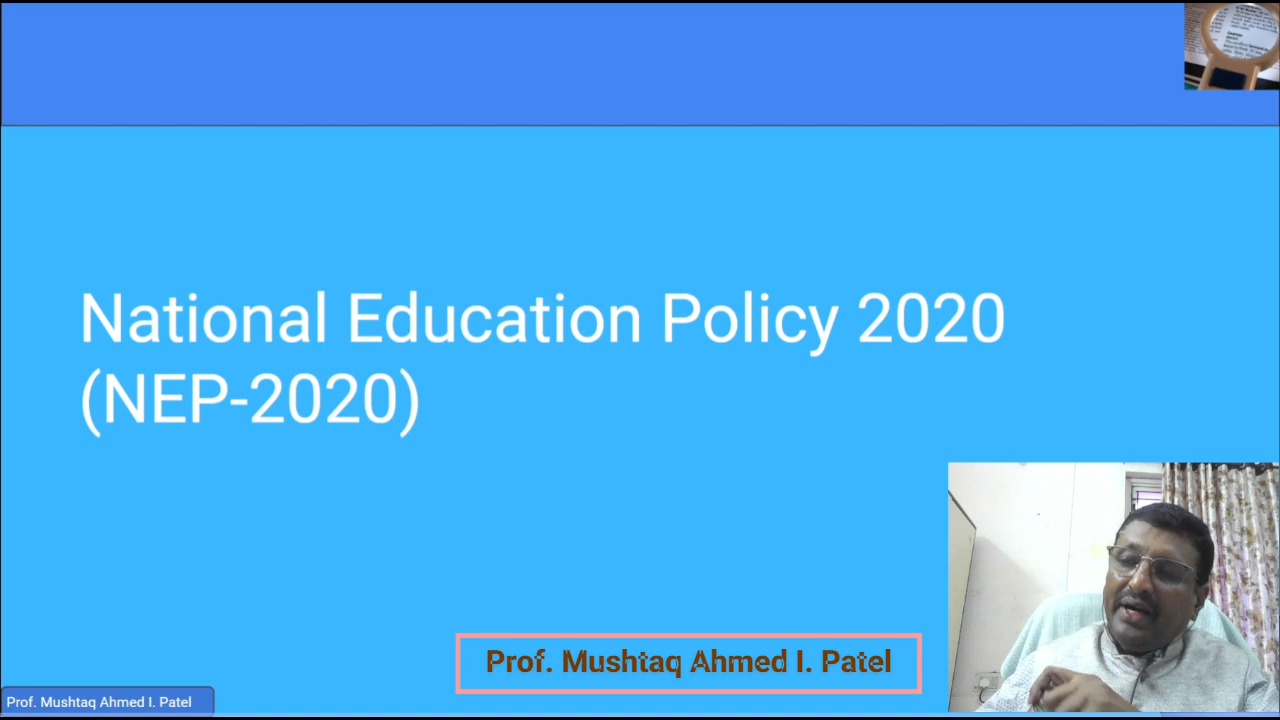 National Education Policy 2020
(NEP-2020)
Prof. Mushtaq Ahmed I. Patel
Prof. Mushtaq Ahmed I. Patel